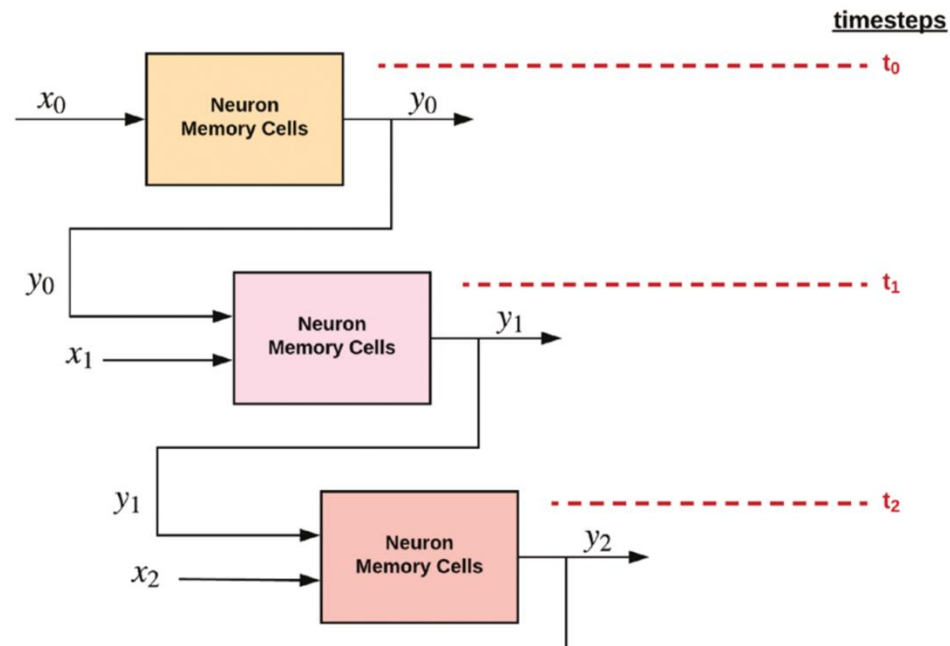 timesteps
t₀
x₀
Neuron
Memory Cells
y₀
y₀
t₁
Neuron
Memory Cells
y₁
x₁
y₁
t₂
Neuron
Memory Cells
y₂
x₂